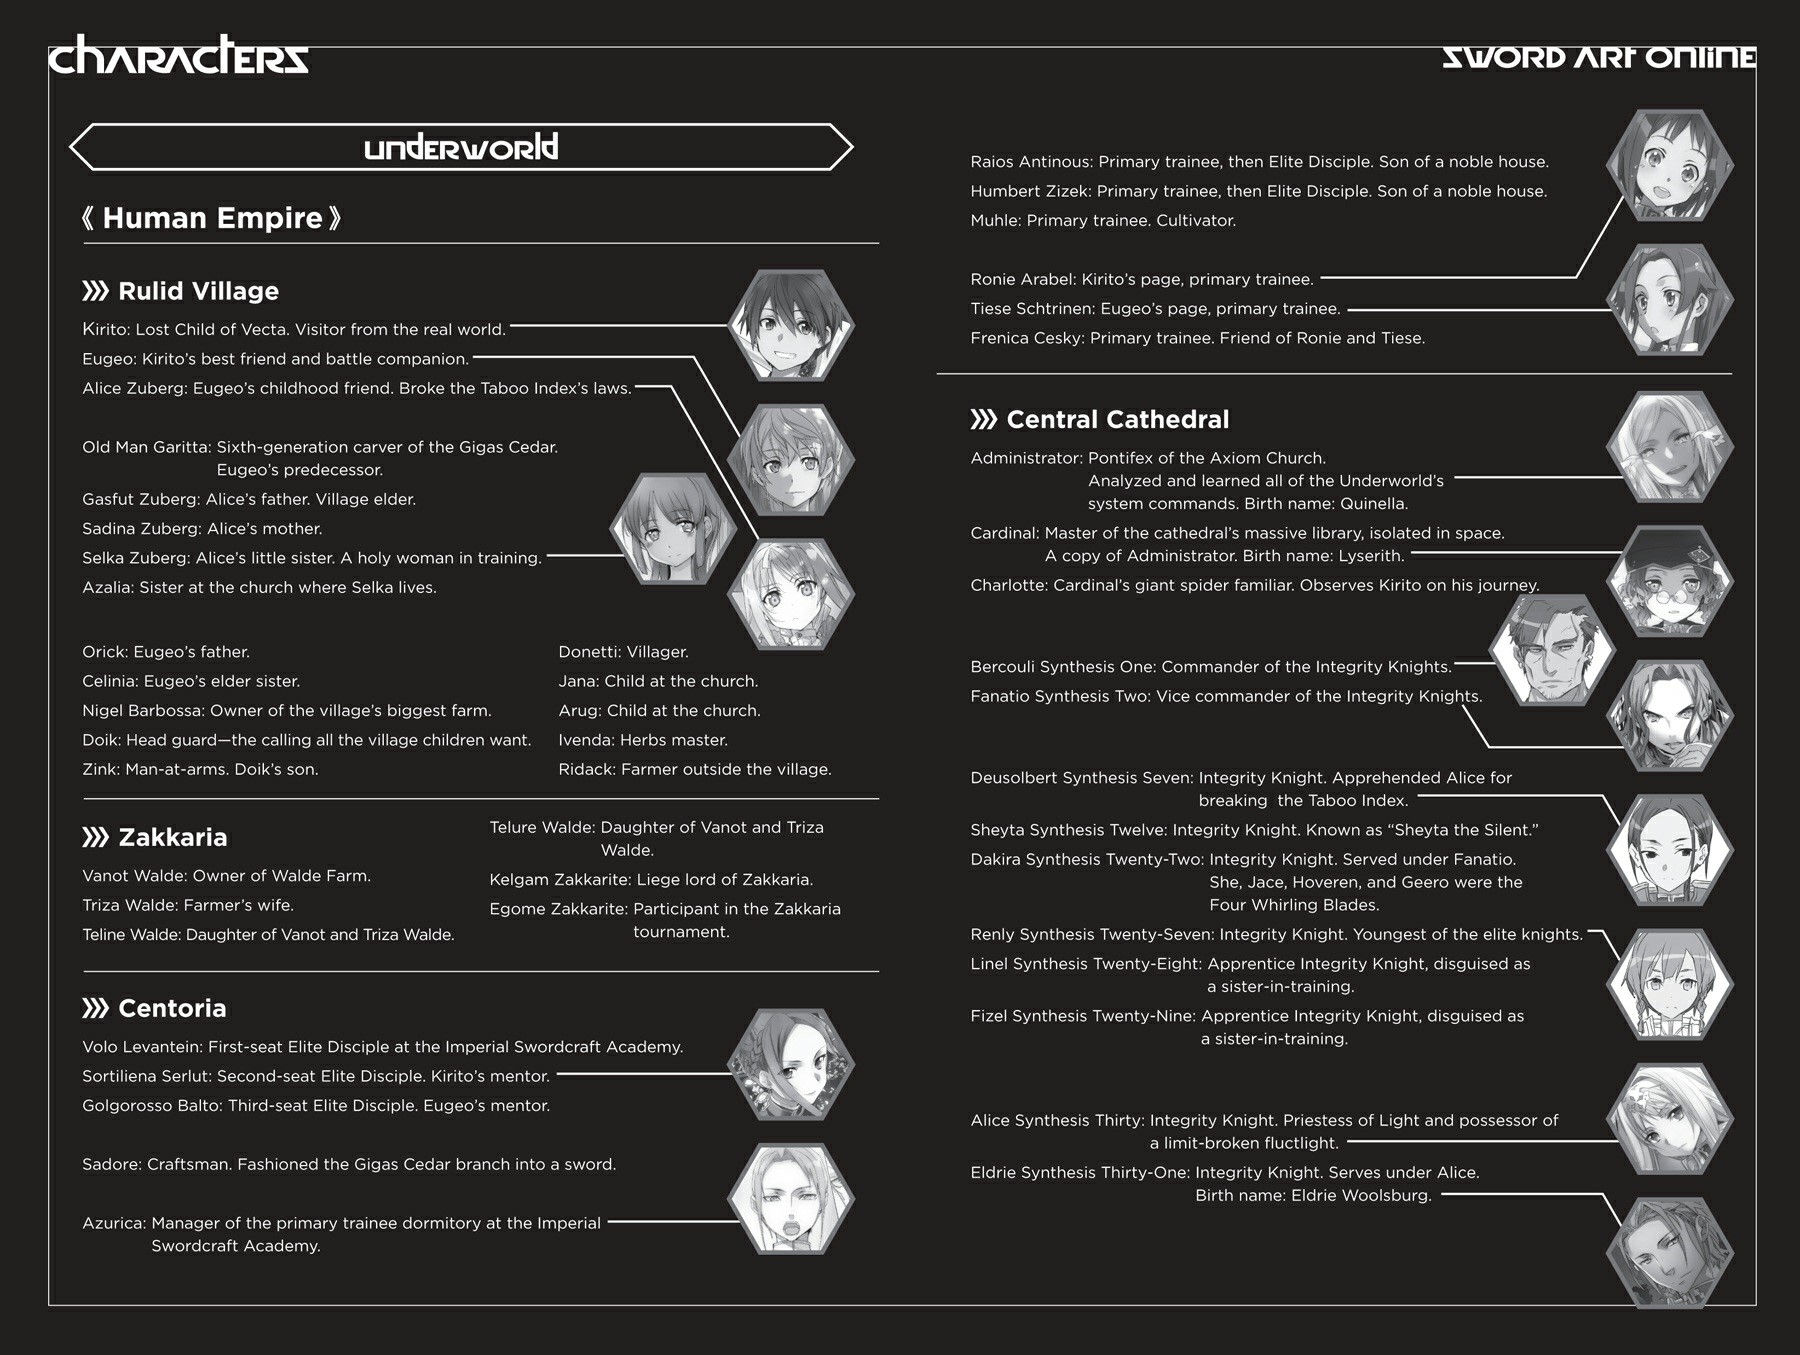 characters
SWORD ART ONLINE
underworld
《 Human Empire 》
Rulid Village
Kirito: Lost Child of Vecta. Visitor from the real world.
Eugeo: Kirito’s best friend and battle companion.
Alice Zuberg: Eugeo’s childhood friend. Broke the Taboo Index’s laws.
Old Man Garitta: Sixth-generation carver of the Gigas Cedar.
Eugeo’s predecessor.
Gasfut Zuberg: Alice’s father. Village elder.
Sadina Zuberg: Alice’s mother.
Selka Zuberg: Alice’s little sister. A holy woman in training.
Azalia: Sister at the church where Selka lives.
Orick: Eugeo’s father.
Celinia: Eugeo’s elder sister.
Nigel Barbossa: Owner of the village’s biggest farm.
Doik: Head guard—the calling all the village children want.
Zink: Man-at-arms. Doik’s son.
Donetti: Villager.
Jana: Child at the church.
Arug: Child at the church.
Ivenda: Herbs master.
Ridack: Farmer outside the village.
Zakkaria
Vanot Walde: Owner of Walde Farm.
Triza Walde: Farmer’s wife.
Teline Walde: Daughter of Vanot and Triza Walde.
Telure Walde: Daughter of Vanot and Triza
Walde.
Kelgam Zakkarite: Liege lord of Zakkaria.
Egome Zakkarite: Participant in the Zakkaria
tournament.
Centoria
Volo Levantein: First-seat Elite Disciple at the Imperial Swordcraft Academy.
Sortiliena Serlut: Second-seat Elite Disciple. Kirito’s mentor.
Golgorosso Balto: Third-seat Elite Disciple. Eugeo’s mentor.
Sadore: Craftsman. Fashioned the Gigas Cedar branch into a sword.
Azurica: Manager of the primary trainee dormitory at the Imperial
Swordcraft Academy.
Raios Antinous: Primary trainee, then Elite Disciple. Son of a noble house.
Humbert Zizek: Primary trainee, then Elite Disciple. Son of a noble house.
Muhle: Primary trainee. Cultivator.
Ronie Arabel: Kirito’s page, primary trainee.
Tiese Schtrinen: Eugeo’s page, primary trainee.
Frenica Cesky: Primary trainee. Friend of Ronie and Tiese.
Central Cathedral
Administrator: Pontifex of the Axiom Church.
Analyzed and learned all of the Underworld’s
system commands. Birth name: Quinella.
Cardinal: Master of the cathedral’s massive library, isolated in space.
A copy of Administrator. Birth name: Lyserith.
Charlotte: Cardinal’s giant spider familiar. Observes Kirito on his journey.
Bercouli Synthesis One: Commander of the Integrity Knights.
Fanatio Synthesis Two: Vice commander of the Integrity Knights.
Deusolbert Synthesis Seven: Integrity Knight. Apprehended Alice for
breaking  the Taboo Index.
Sheyta Synthesis Twelve: Integrity Knight. Known as “Sheyta the Silent.”
Dakira Synthesis Twenty-Two: Integrity Knight. Served under Fanatio.
She, Jace, Hoveren, and Geero were the
Four Whirling Blades.
Renly Synthesis Twenty-Seven: Integrity Knight. Youngest of the elite knights.
Linel Synthesis Twenty-Eight: Apprentice Integrity Knight, disguised as
a sister-in-training.
Fizel Synthesis Twenty-Nine: Apprentice Integrity Knight, disguised as
a sister-in-training.
Alice Synthesis Thirty: Integrity Knight. Priestess of Light and possessor of
a limit-broken fluctlight.
Eldrie Synthesis Thirty-One: Integrity Knight. Serves under Alice.
Birth name: Eldrie Woolsburg.